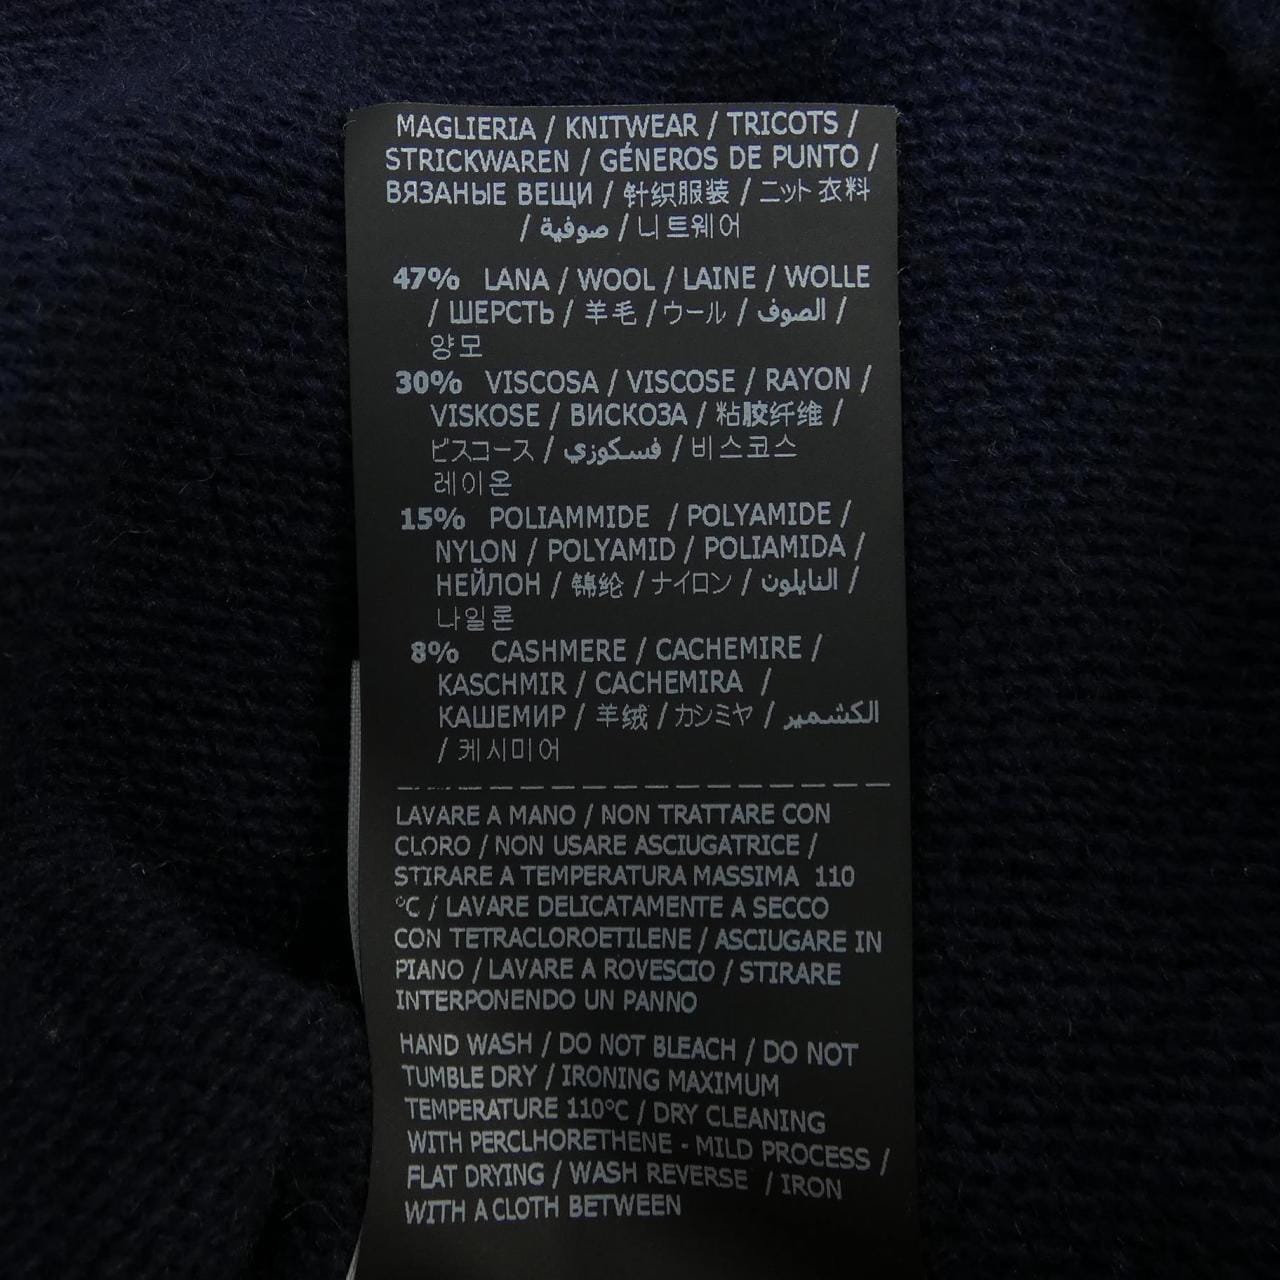 MAGLIERIA / KNITWEAR / TRICOTS /
STRICKWAREN / GÉNEROS DE PUNTO /
ВЯЗАНЫЕ ВЕЩИ / 针织服装 / ニット 衣料
/ صوفية / 니트웨어
47% LANA / WOOL / LAINE / WOLLE
/ ШЕРСТЬ / 羊毛 / ウール / الصوف /
양모
30% VISCOSA / VISCOSE / RAYON /
VISKOSE / ВИСКОЗА / 粘胶纤维 /
ビスコース / فسكوزي / 비스코스
레이온
15% POLIAMMIDE / POLYAMIDE /
NYLON / POLYAMID / POLIAMIDA /
НЕЙЛОН / 锦纶 / ナイロン / النايلون /
나일론
8% CASHMERE / CACHEMIRE /
KASCHMIR / CACHEMIRA /
КАШЕМИР / 羊绒 / カシミヤ / الكشمير
/ 케시미어
LAVARE A MANO / NON TRATTARE CON
CLORO / NON USARE ASCIUGATRICE /
STIRARE A TEMPERATURA MASSIMA 110
°C / LAVARE DELICATAMENTE A SECCO
CON TETRACLOROETILENE / ASCIUGARE IN
PIANO / LAVARE A ROVESCIO / STIRARE
INTERPONENDO UN PANNO
HAND WASH / DO NOT BLEACH / DO NOT
TUMBLE DRY / IRONING MAXIMUM
TEMPERATURE 110°C / DRY CLEANING
WITH PERCLHORETHENE - MILD PROCESS /
FLAT DRYING / WASH REVERSE / IRON
WITH A CLOTH BETWEEN